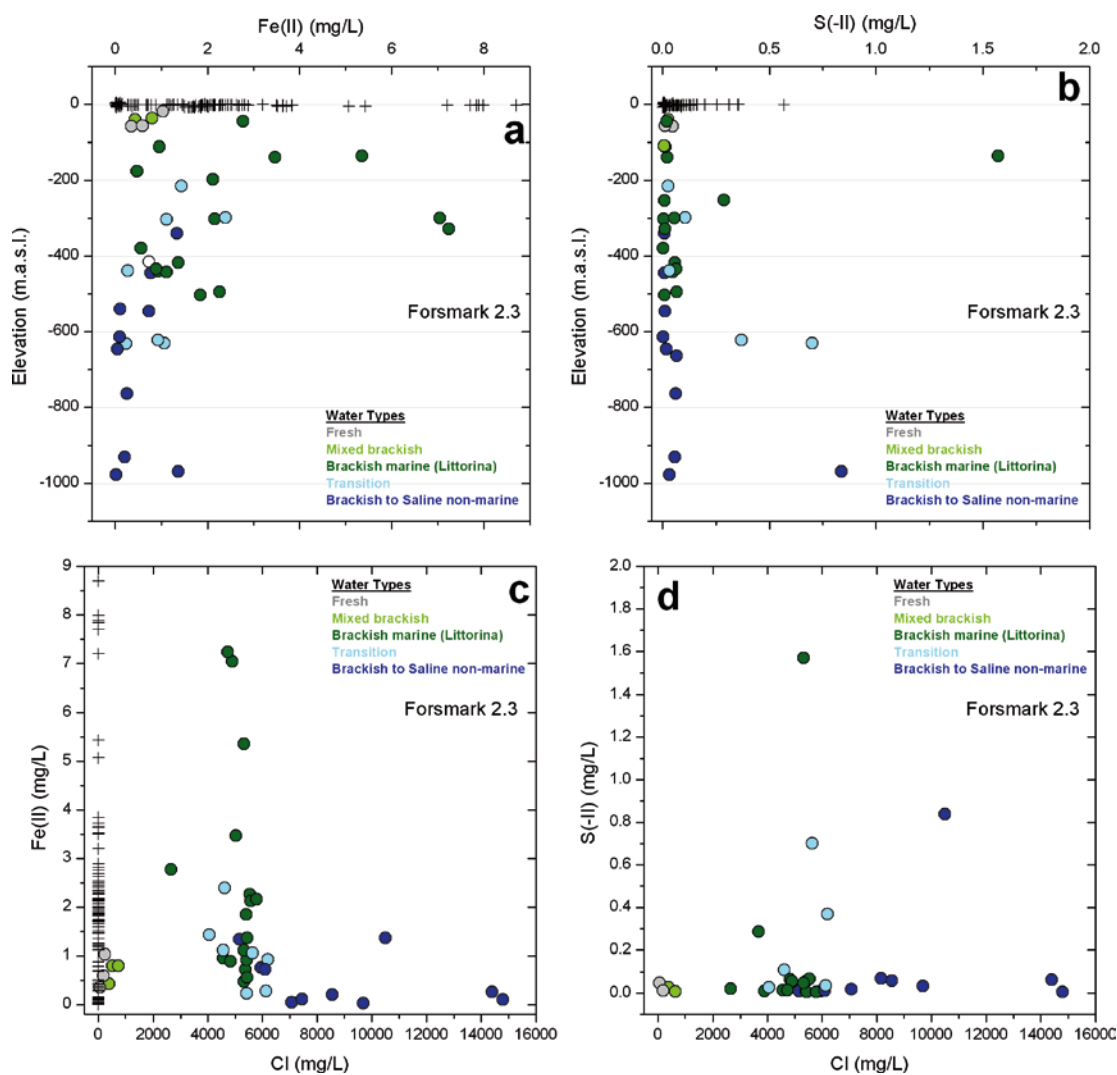 Fe(II) (mg/L)
0 2 4 6 8
0
-200
-400
-600
-800
-1000
Elevation (m.a.s.l.)
a
Forsmark 2.3
Water Types
Fresh
Mixed brackish
Brackish marine (Littorina)
Transition
Brackish to Saline non-marine
S(-II) (mg/L)
0.0 0.5 1.0 1.5 2.0
0
-200
-400
-600
-800
-1000
Elevation (m.a.s.l.)
b
Forsmark 2.3
Water Types
Fresh
Mixed brackish
Brackish marine (Littorina)
Transition
Brackish to Saline non-marine
9
8
7
6
5
4
3
2
1
0
Fe(II) (mg/L)
Water Types
Fresh
Mixed brackish
Brackish marine (Littorina)
Transition
Brackish to Saline non-marine
c
Forsmark 2.3
0 2000 4000 6000 8000 10000 12000 14000 16000
Cl (mg/L)
2.0
1.8
1.6
1.4
1.2
1.0
0.8
0.6
0.4
0.2
0.0
S(-II) (mg/L)
d
Water Types
Fresh
Mixed brackish
Brackish marine (Littorina)
Transition
Brackish to Saline non-marine
Forsmark 2.3
0 2000 4000 6000 8000 10000 12000 14000 16000
Cl (mg/L)